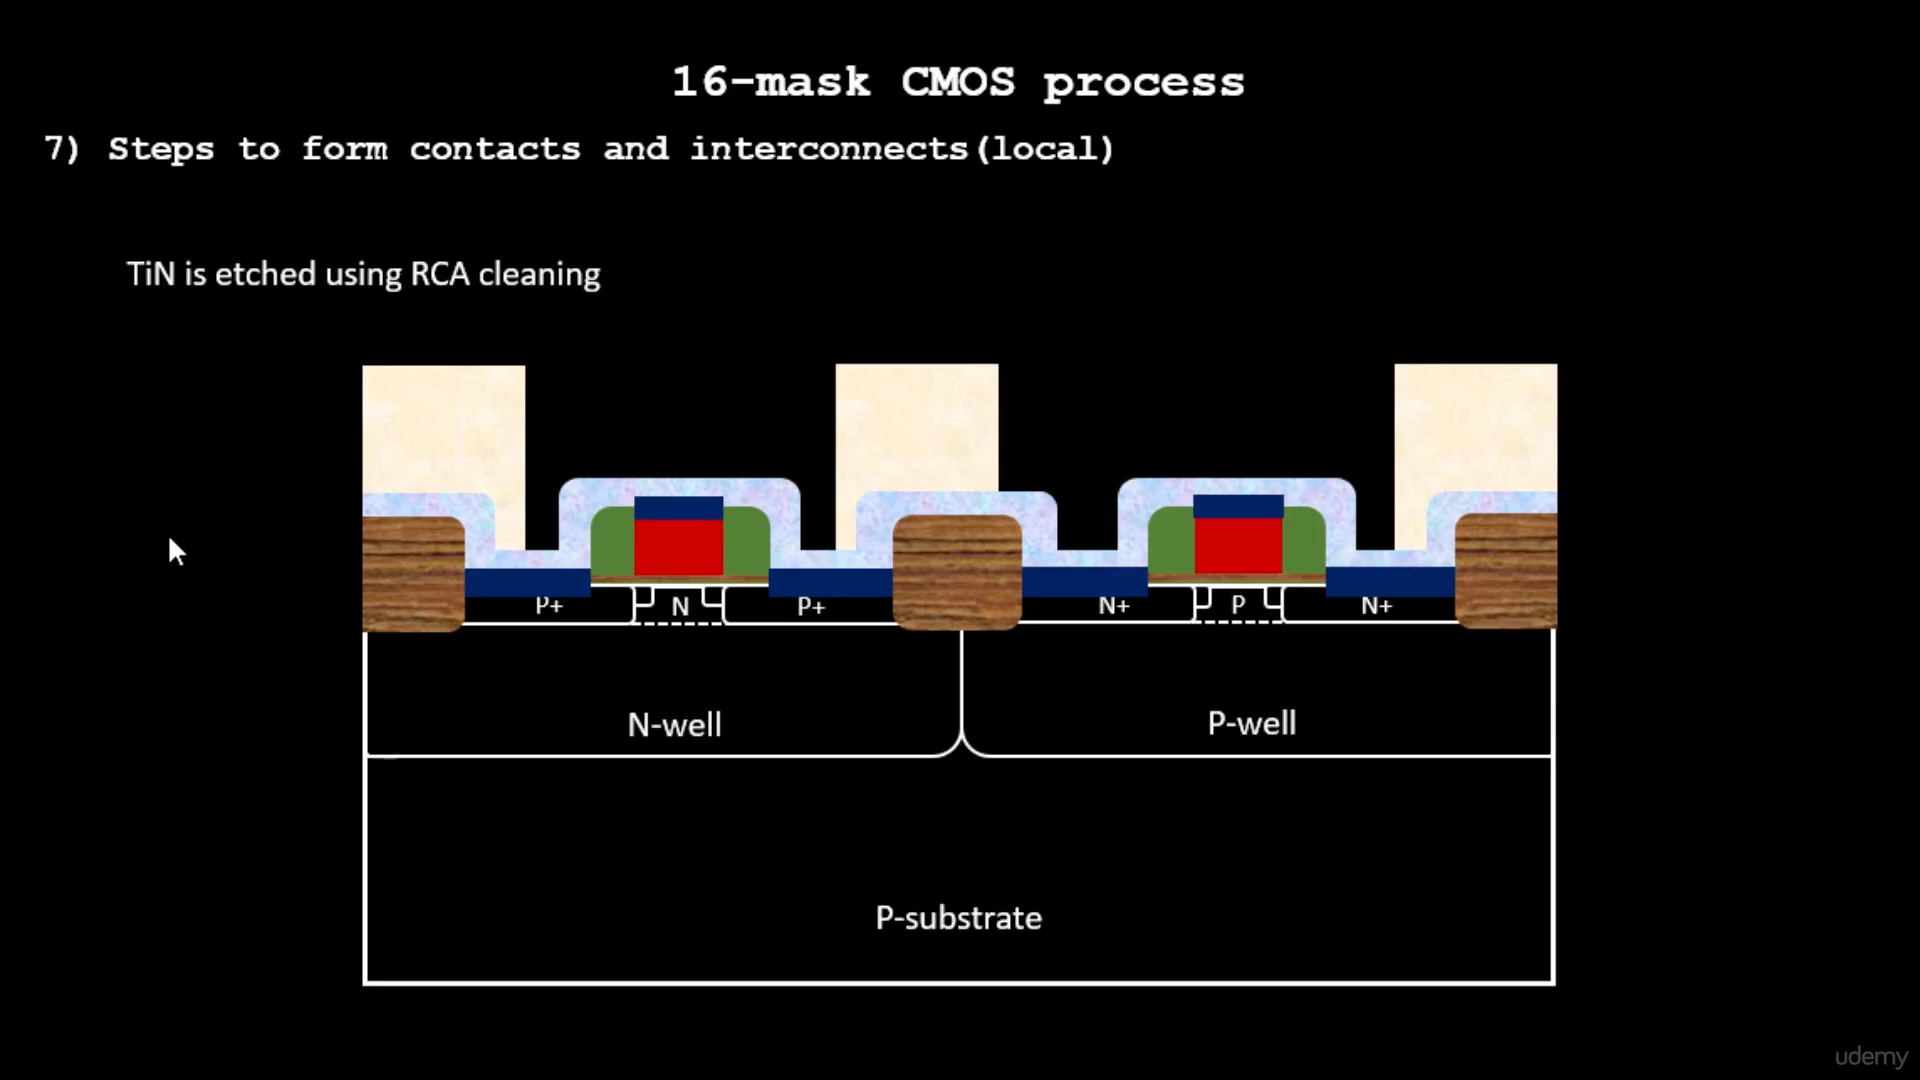 16-mask CMOS process
7) Steps to form contacts and interconnects(local)
TiN is etched using RCA cleaning
P+ N P+ N+ P N+
N-well P-well
P-substrate
udemy